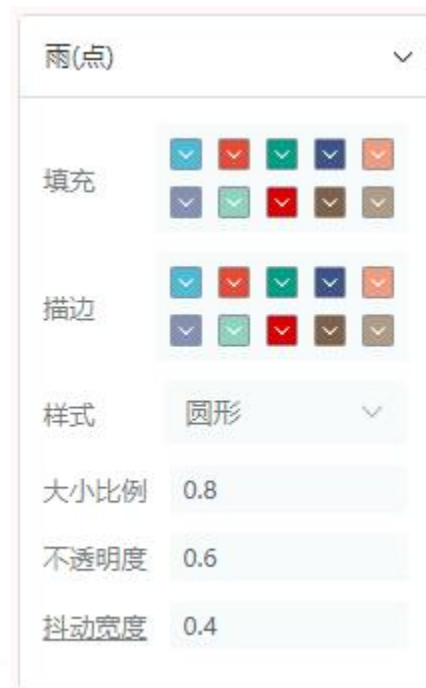 雨(点)
填充
描边
样式 圆形
大小比例 0.8
不透明度 0.6
抖动宽度 0.4